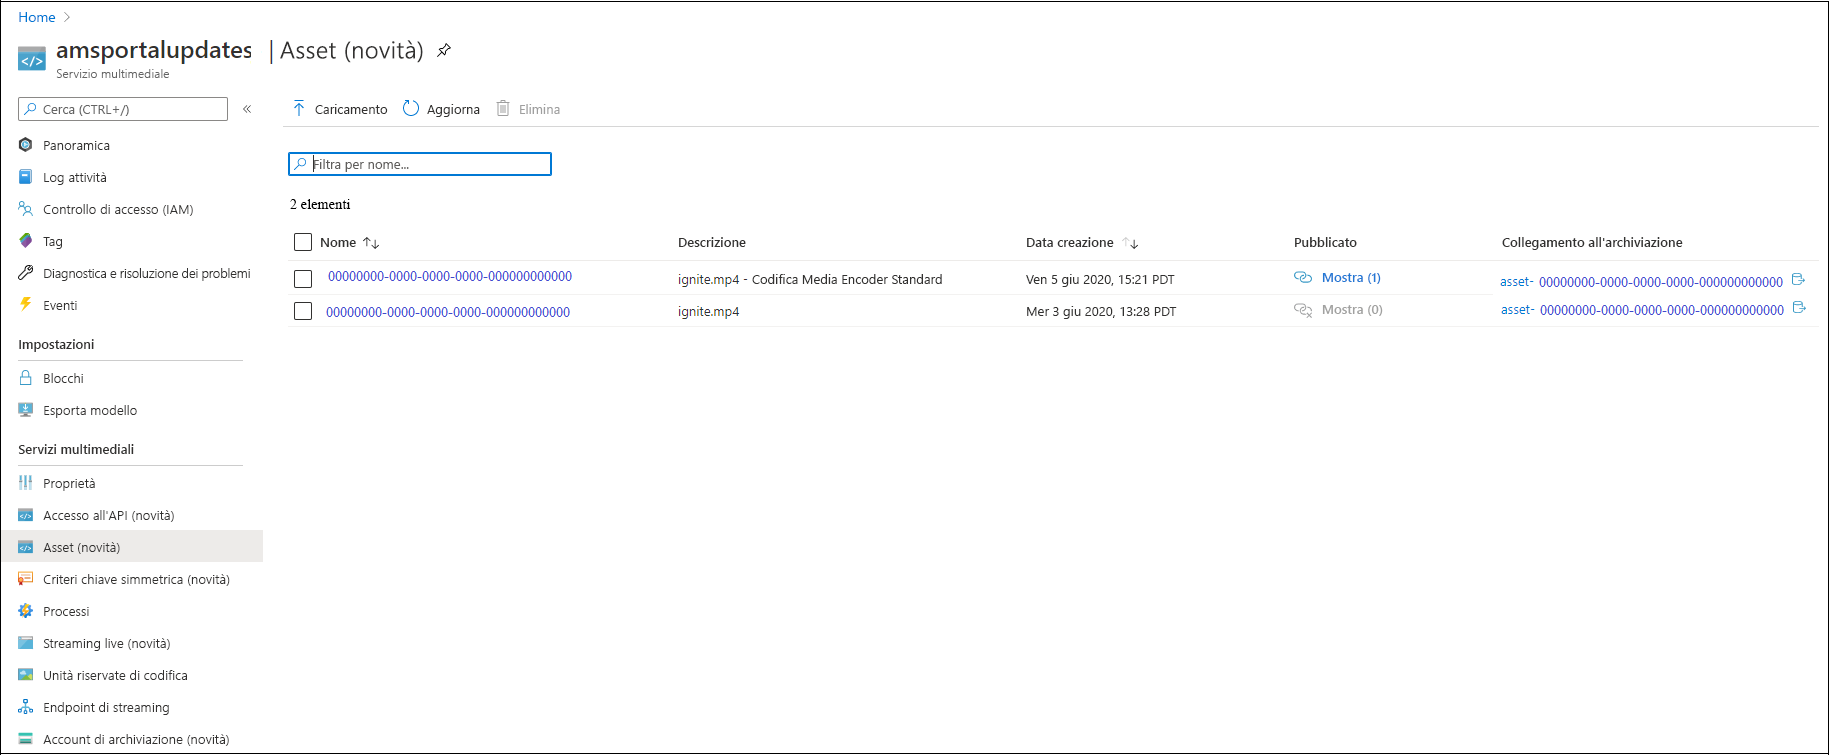 Home >
amsportalupdates | Asset (novità)
Servizio multimediale
Cerca (CTRL+/) «
Panoramica
Log attività
Controllo di accesso (IAM)
Tag
Diagnostica e risoluzione dei problemi
Eventi
Impostazioni
Blocchi
Esporta modello
Servizi multimediali
Proprietà
Accesso all'API (novità)
Asset (novità)
Criteri chiave simmetrica (novità)
Processi
Streaming live (novità)
Unità riservate di codifica
Endpoint di streaming
Account di archiviazione (novità)
Caricamento Aggiorna Elimina
Filtra per nome...
2 elementi
Nome ↑↓ Descrizione Data creazione ↑↓ Pubblicato Collegamento all'archiviazione
00000000-0000-0000-0000-000000000000 ignite.mp4 - Codifica Media Encoder Standard Ven 5 giu 2020, 15:21 PDT Mostra (1) asset- 00000000-0000-0000-0000-000000000000
00000000-0000-0000-0000-000000000000 ignite.mp4 Mer 3 giu 2020, 13:28 PDT Mostra (0) asset- 00000000-0000-0000-0000-000000000000